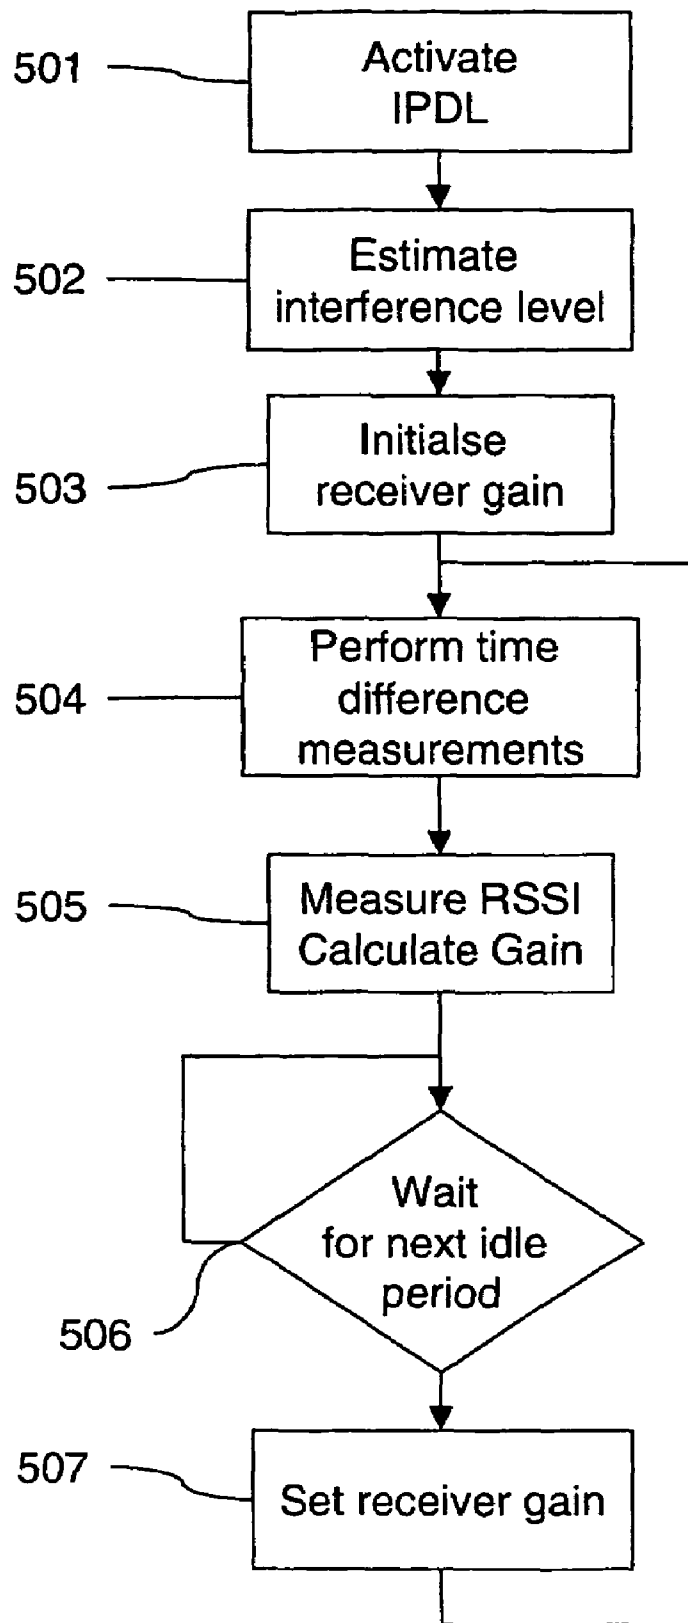 501
Activate
IPDL
502
Estimate
interference level
503
Initialse
receiver gain
504
Perform time
difference
measurements
505
Measure RSSI
Calculate Gain
Wait
for next idle
period
506
507
Set receiver gain